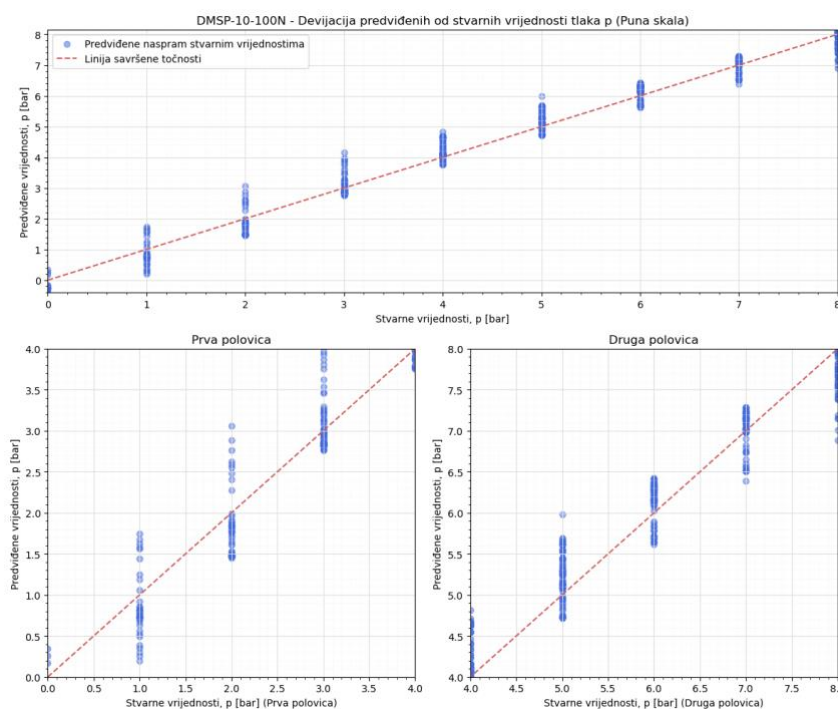 DMSP-10-100N - Devijacija predviđenih od stvarnih vrijednosti tlaka p (Puna skala)
Predviđene vrijednosti, p [bar]
8
7
6
5
4
3
2
1
0
Predviđene naspram stvarnim vrijednostima
Linija savršene točnosti
0 1 2 3 4 5 6 7 8
Stvarne vrijednosti, p [bar]
Prva polovica
Predviđene vrijednosti, p [bar]
4.0
3.5
3.0
2.5
2.0
1.5
1.0
0.5
0.0
0.0 0.5 1.0 1.5 2.0 2.5 3.0 3.5 4.0
Stvarne vrijednosti, p [bar] (Prva polovica)
Druga polovica
Predviđene vrijednosti, p [bar]
8.0
7.5
7.0
6.5
6.0
5.5
5.0
4.5
4.0
4.0 4.5 5.0 5.5 6.0 6.5 7.0 7.5 8.0
Stvarne vrijednosti, p [bar] (Druga polovica)